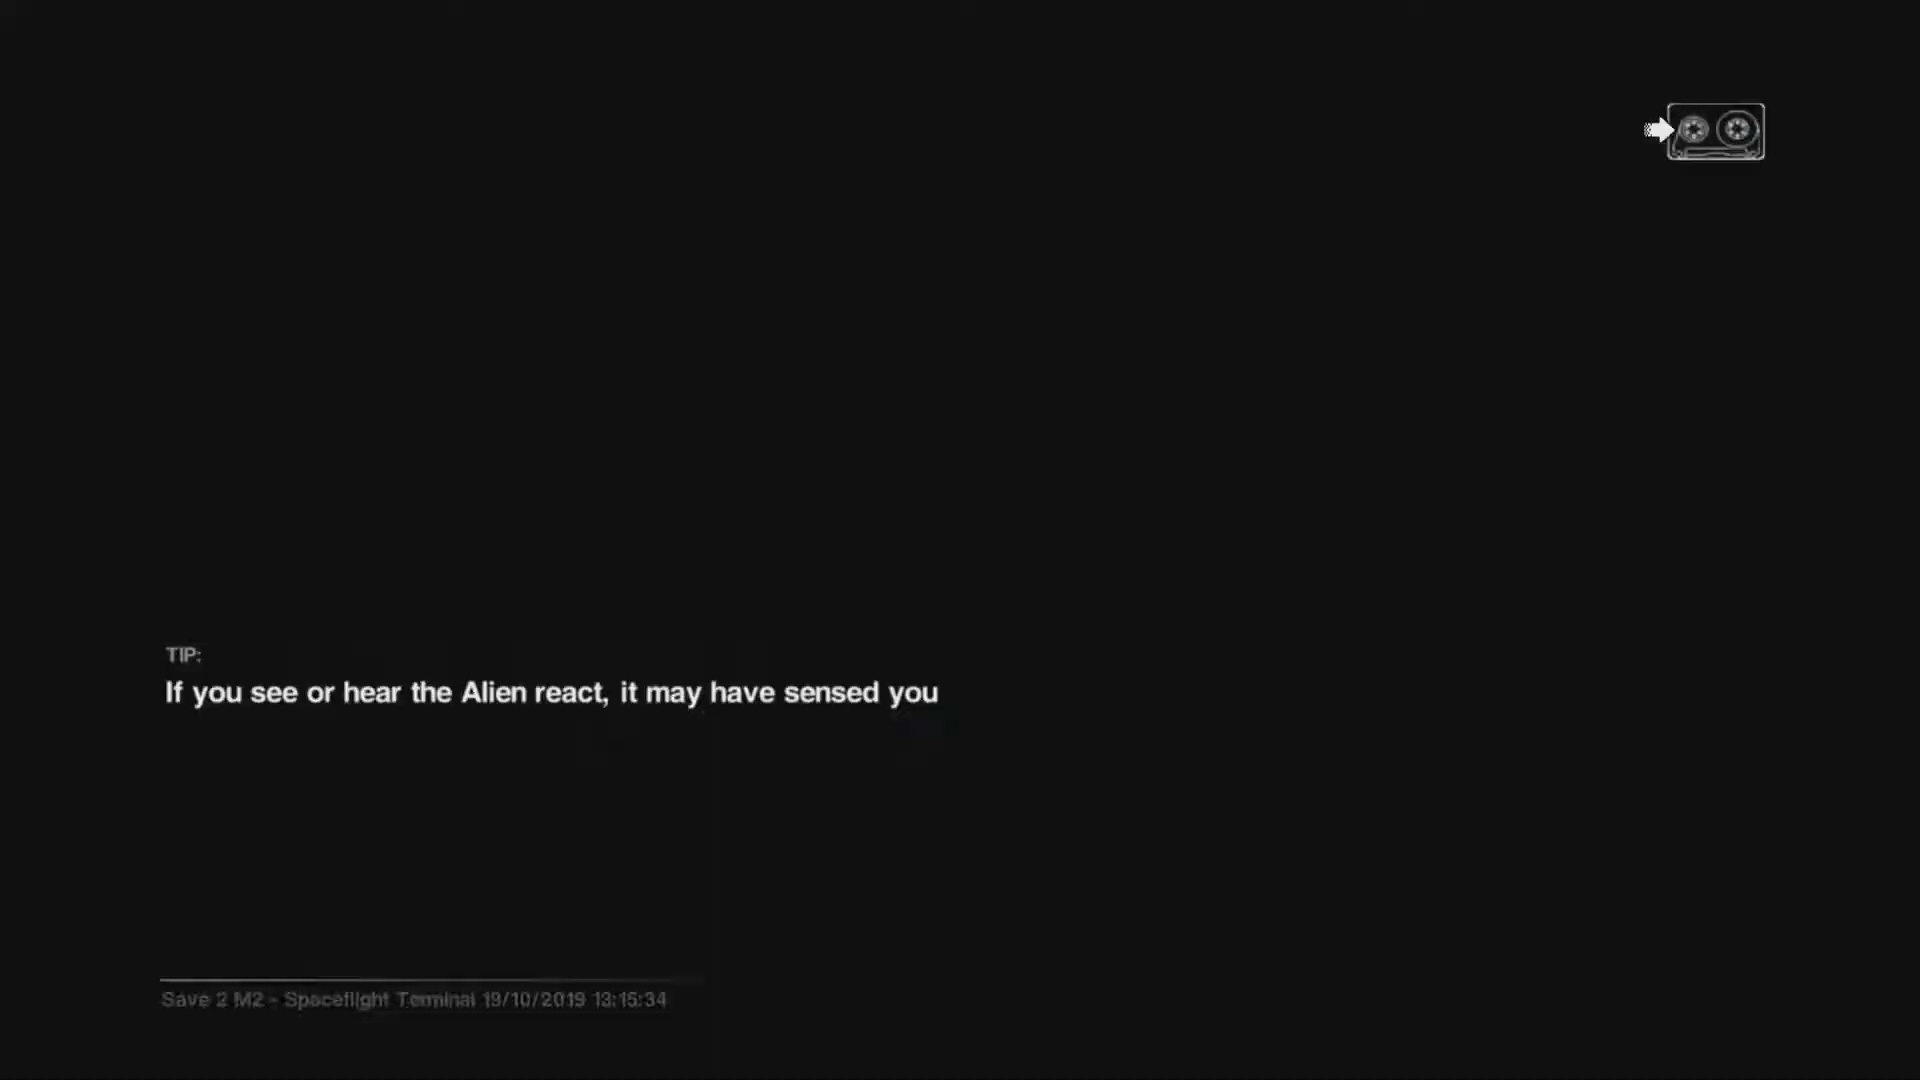 TIP:
If you see or hear the Alien react, it may have sensed you
Save 2 M2 - Spaceflight Terminal 19/10/2019 13:15:34